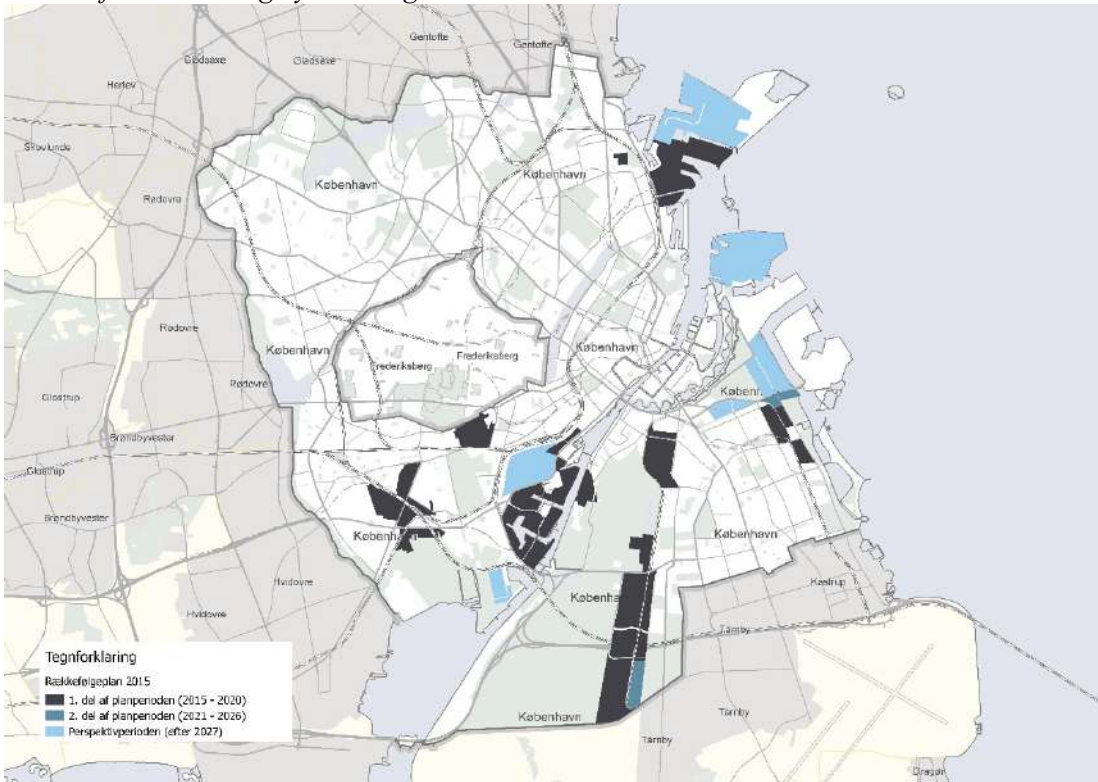 Gentofte
Gentofte
Gladsaxe
Gladsaxe
Herlev
Skovlunde
København
København
Rødovre
Rødovre
København
Frederiksberg
Frederiksberg
København
Rødovre
Københ
Glostrup
Brøndbyvester
Glostrup
Brøndbyvester
København
København
Hvidovre
Københa
Kastrup
Hvidovre
Tårnby
Tegnforklaring
Rækkefølgeplan 2015
1. del af planperioden (2015 - 2020)
2. del af planperioden (2021 - 2026)
Perspektivperioden (efter 2027)
København
Tårnby
Tårnby
Dragør